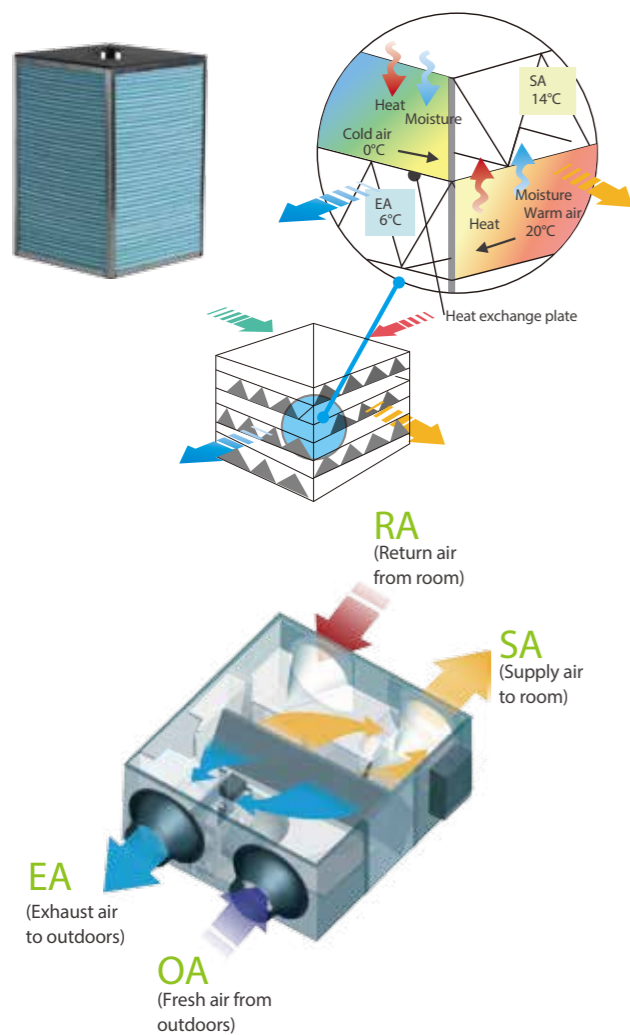 SA
14°C
Heat
Moisture
Cold air
0°C
EA
6°C
Moisture
Warm air
20°C
Heat
Heat exchange plate
RA
(Return air
from room)
SA
(Supply air
to room)
EA
(Exhaust air
to outdoors)
OA
(Fresh air from
outdoors)